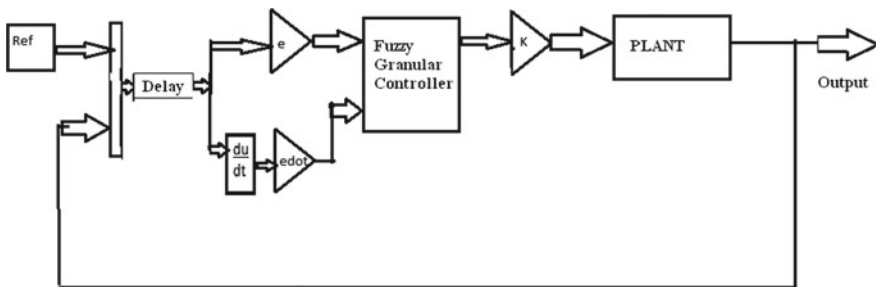 Ref
Delay
e
du
dt
edot
Fuzzy
Granular
Controller
K
PLANT
Output